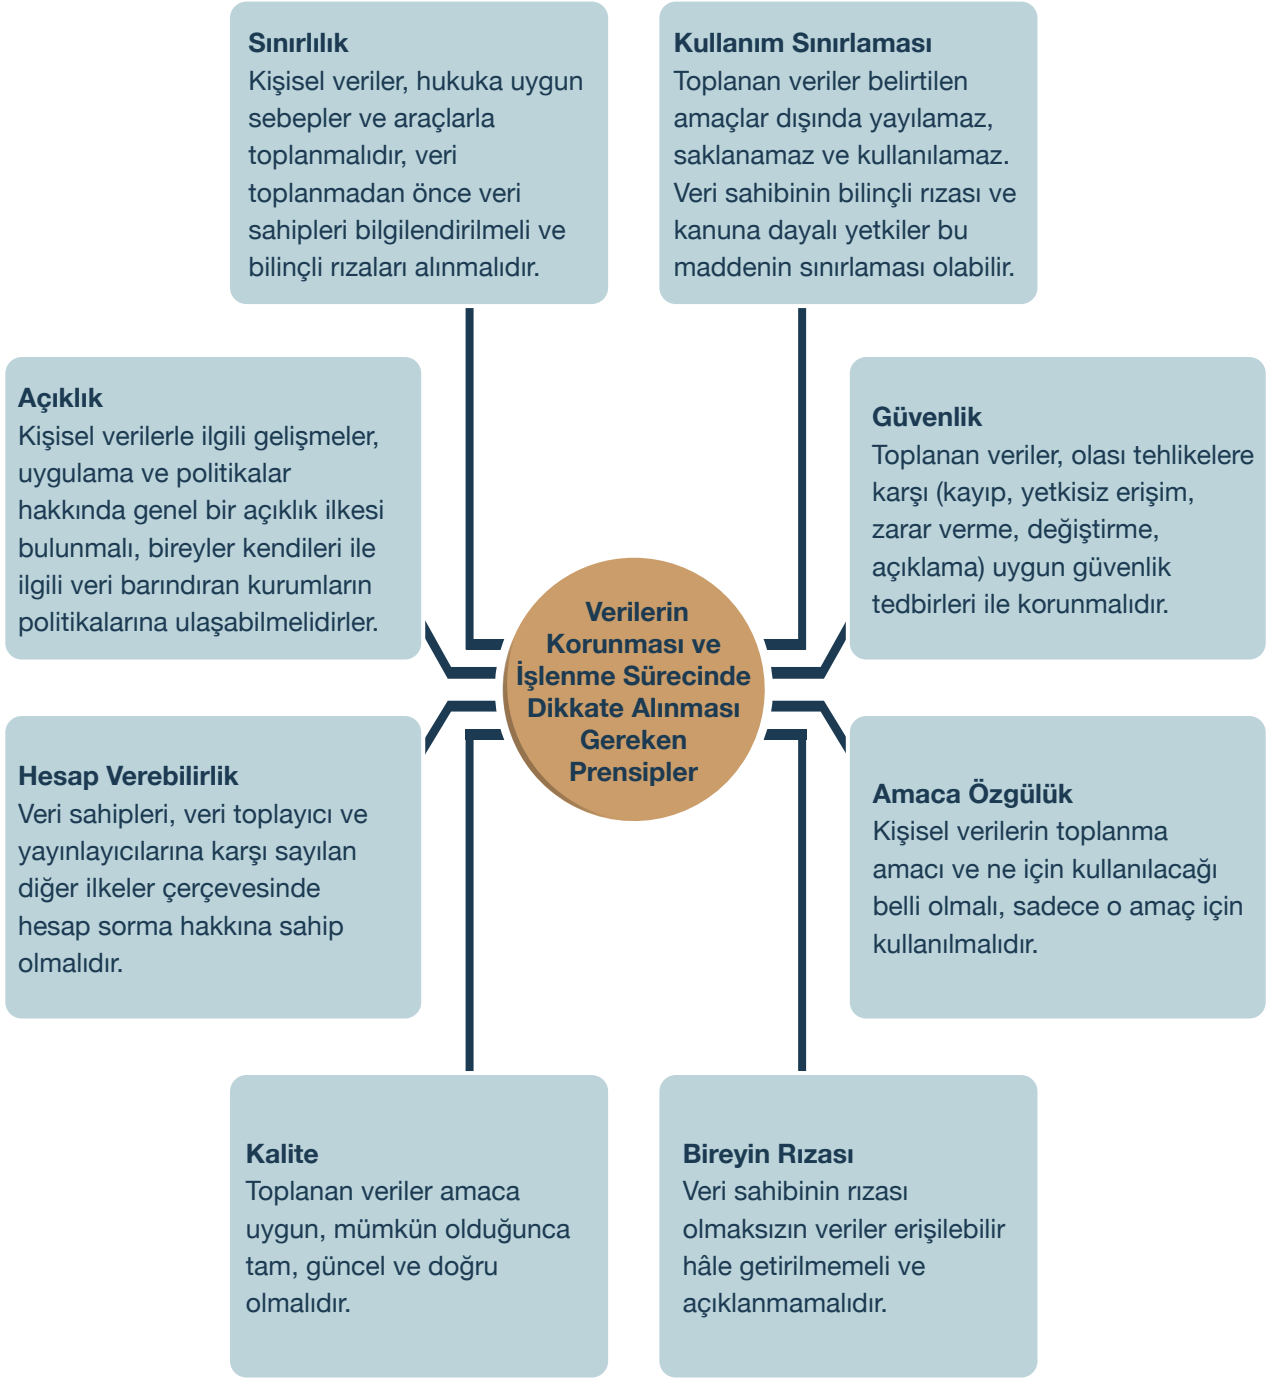 Sınırlılık
Kişisel veriler, hukuka uygun
sebepler ve araçlarla
toplanmalıdır, veri
toplanmadan önce veri
sahipleri bilgilendirilmeli ve
bilinçli rızaları alınmalıdır.
Kullanım Sınırlaması
Toplanan veriler belirtilen
amaçlar dışında yayılamaz,
saklanamaz ve kullanılamaz.
Veri sahibinin bilinçli rızası ve
kanuna dayalı yetkiler bu
maddenin sınırlaması olabilir.
Açıklık
Kişisel verilerle ilgili gelişmeler,
uygulama ve politikalar
hakkında genel bir açıklık ilkesi
bulunmalı, bireyler kendileri ile
ilgili veri barındıran kurumların
politikalarına ulaşabilmelidirler.
Güvenlik
Toplanan veriler, olası tehlikelere
karşı (kayıp, yetkisiz erişim,
zarar verme, değiştirme,
açıklama) uygun güvenlik
tedbirleri ile korunmalıdır.
Verilerin
Korunması ve
İşlenme Sürecinde
Dikkate Alınması
Gereken
Prensipler
Hesap Verebilirlik
Veri sahipleri, veri toplayıcı ve
yayınlayıcılarına karşı sayılan
diğer ilkeler çerçevesinde
hesap sorma hakkına sahip
olmalıdır.
Amaca Özgülük
Kişisel verilerin toplanma
amacı ve ne için kullanılacağı
belli olmalı, sadece o amaç için
kullanılmalıdır.
Kalite
Toplanan veriler amaca
uygun, mümkün olduğunca
tam, güncel ve doğru
olmalıdır.
Bireyin Rızası
Veri sahibinin rızası
olmaksızın veriler erişilebilir
hâle getirilmemeli ve
açıklanmamalıdır.